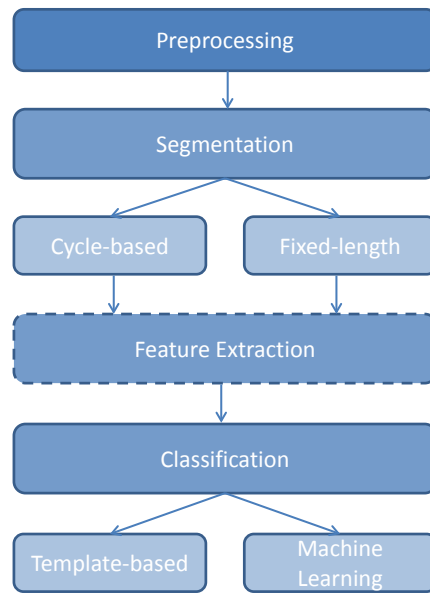 Preprocessing
Segmentation
Cycle-based
Fixed-length
Feature Extraction
Classification
Template-based
Machine
Learning